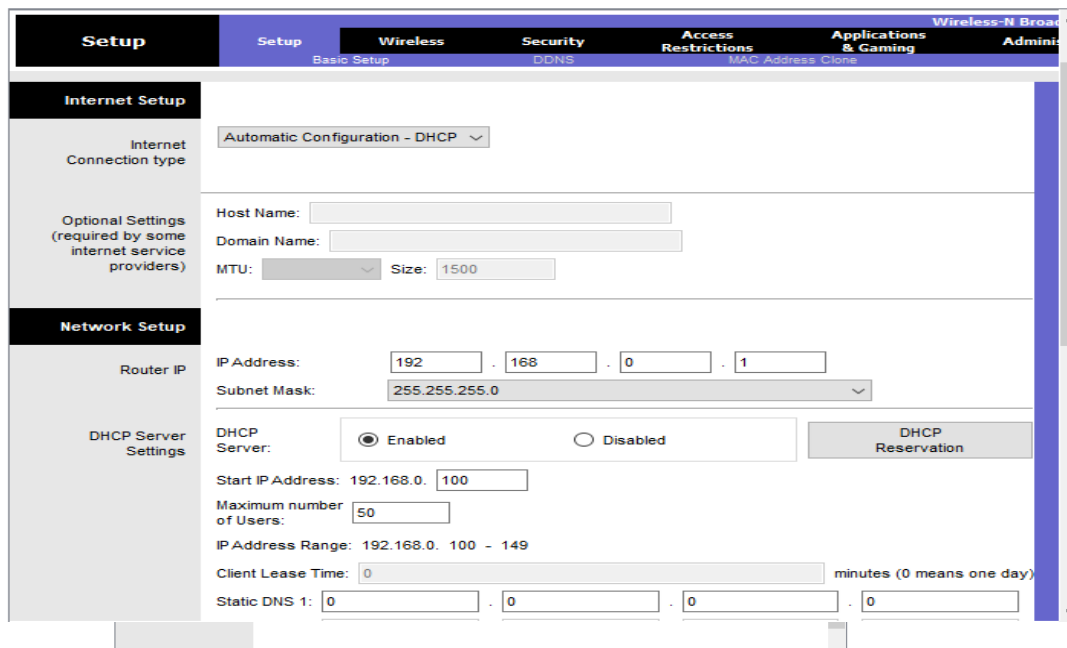 Wireless-N Broad
Setup
Setup
Wireless
Security
Access
Restrictions
Applications
& Gaming
Adminis
Basic Setup
DDNS
MAC Address Clone
Internet Setup
Internet
Connection type
Automatic Configuration - DHCP
Optional Settings
(required by some
internet service
providers)
Host Name:
Domain Name:
MTU:
Size: 1500
Network Setup
Router IP
IP Address: 192 . 168 . 0 . 1
Subnet Mask: 255.255.255.0
DHCP Server
Settings
DHCP
Server:
Enabled
Disabled
DHCP
Reservation
Start IP Address: 192.168.0. 100
Maximum number
of Users:
50
IP Address Range: 192.168.0. 100 - 149
Client Lease Time: 0 minutes (0 means one day)
Static DNS 1: 0 . 0 . 0 . 0